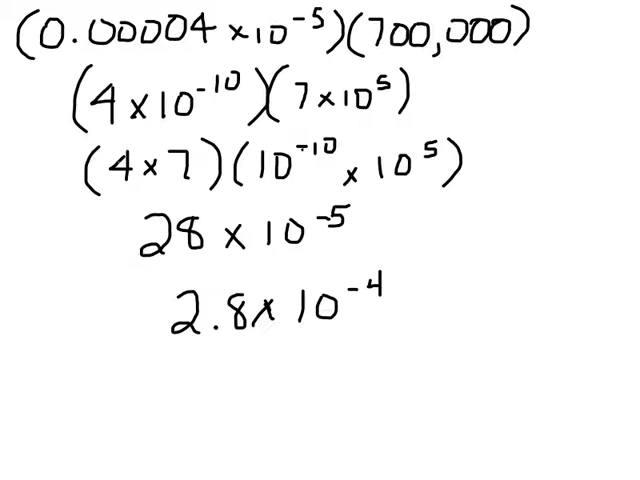 (0.00004 × 10⁻⁵)(700,000)
(4 × 10⁻¹⁰)(7 × 10⁵)
(4 × 7)(10⁻¹⁰ × 10⁵)
28 × 10⁻⁵
2.8 × 10⁻⁴